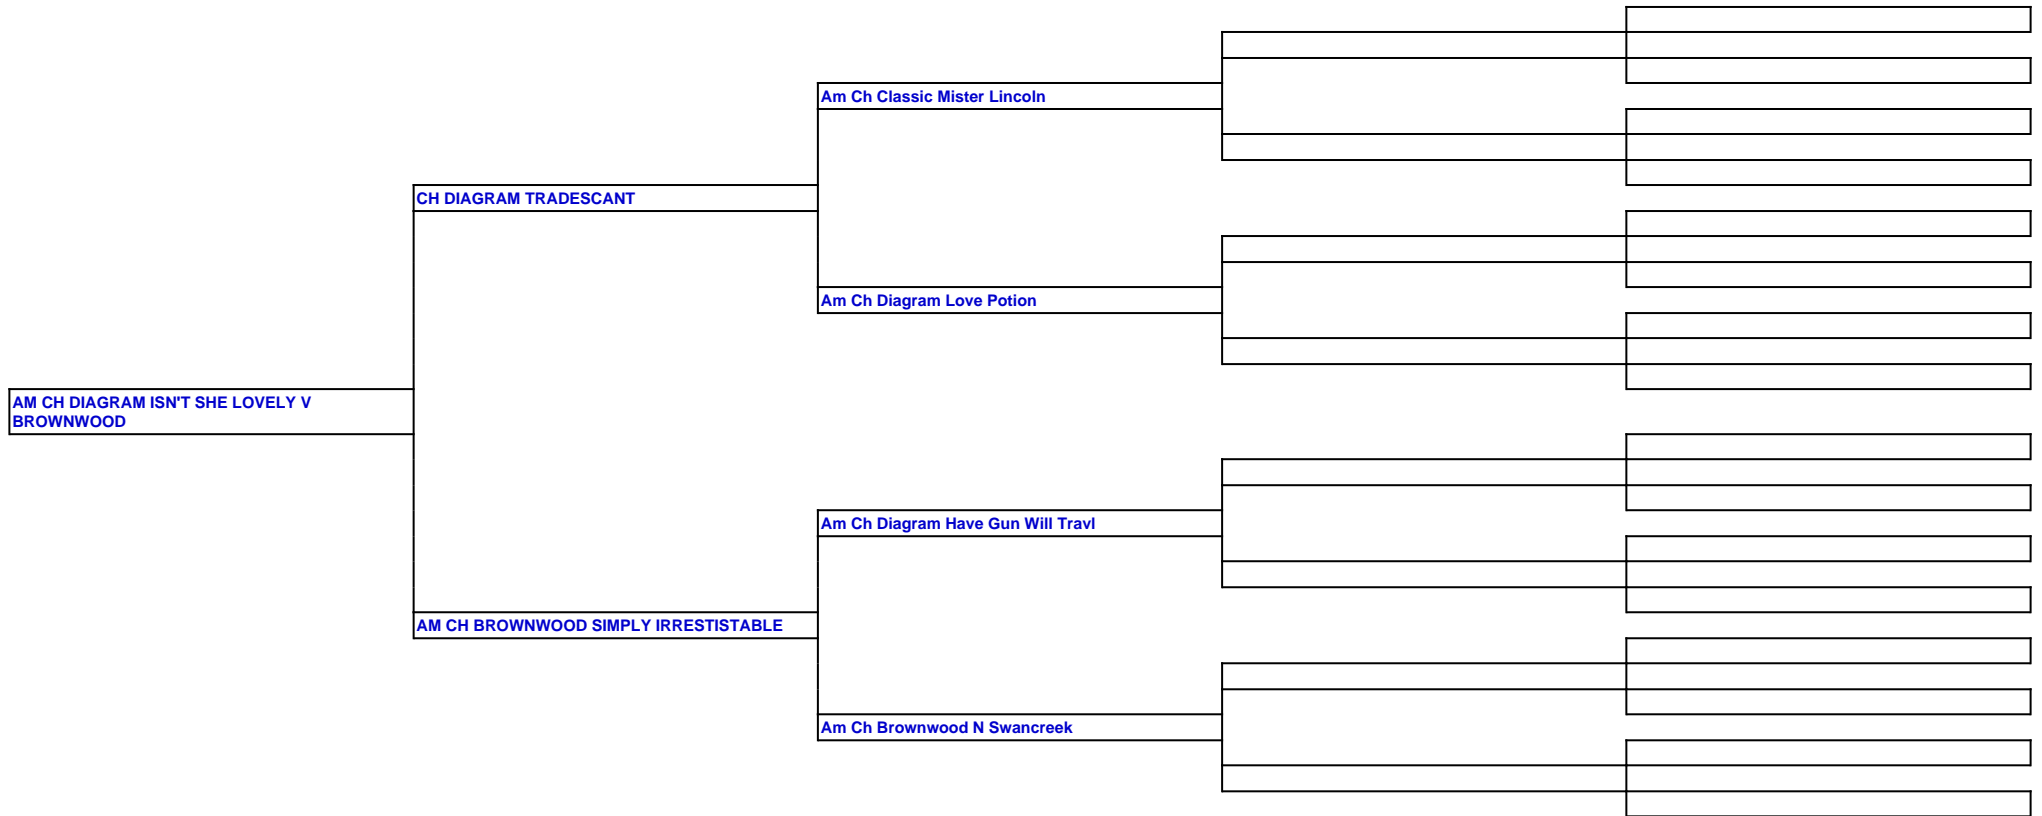 Am Ch Classic Mister Lincoln
CH DIAGRAM TRADESCANT
Am Ch Diagram Love Potion
AM CH DIAGRAM ISN'T SHE LOVELY V
BROWNWOOD
Am Ch Diagram Have Gun Will Travl
AM CH BROWNWOOD SIMPLY IRRESTISTABLE
Am Ch Brownwood N Swancreek